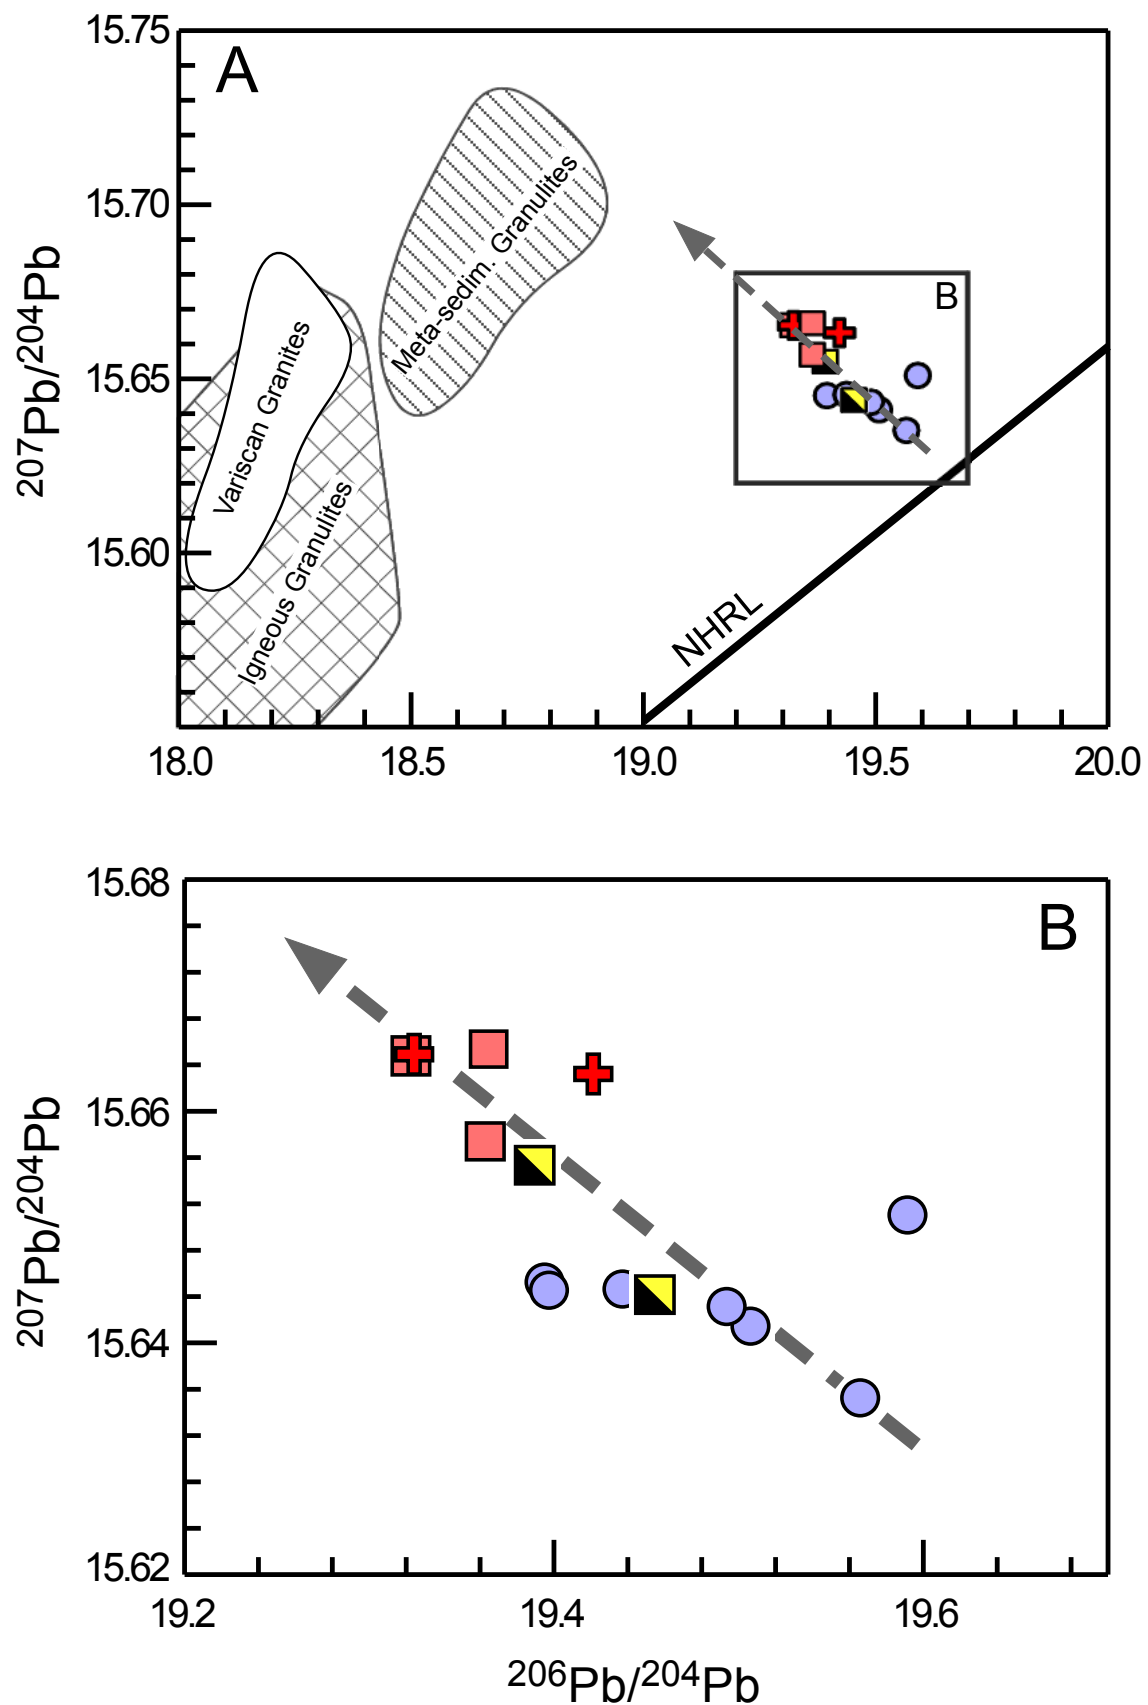 15.75
A
15.70
Meta-sedim. Granulites
207Pb/204Pb
B
Variscan Granites
15.65
Igneous Granulites
15.60
NHRL
18.0 18.5 19.0 19.5 20.0
15.68
B
15.66
207Pb/204Pb
15.64
15.62
19.2 19.4 19.6
206Pb/204Pb